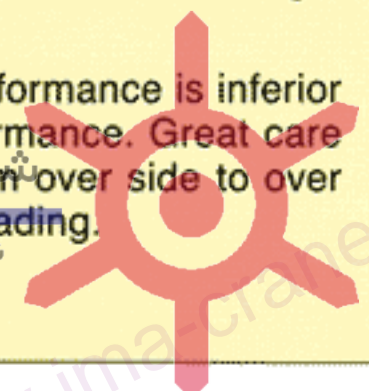 formance is inferior
rmance. Great care
over side to over
ading.
uma-crane